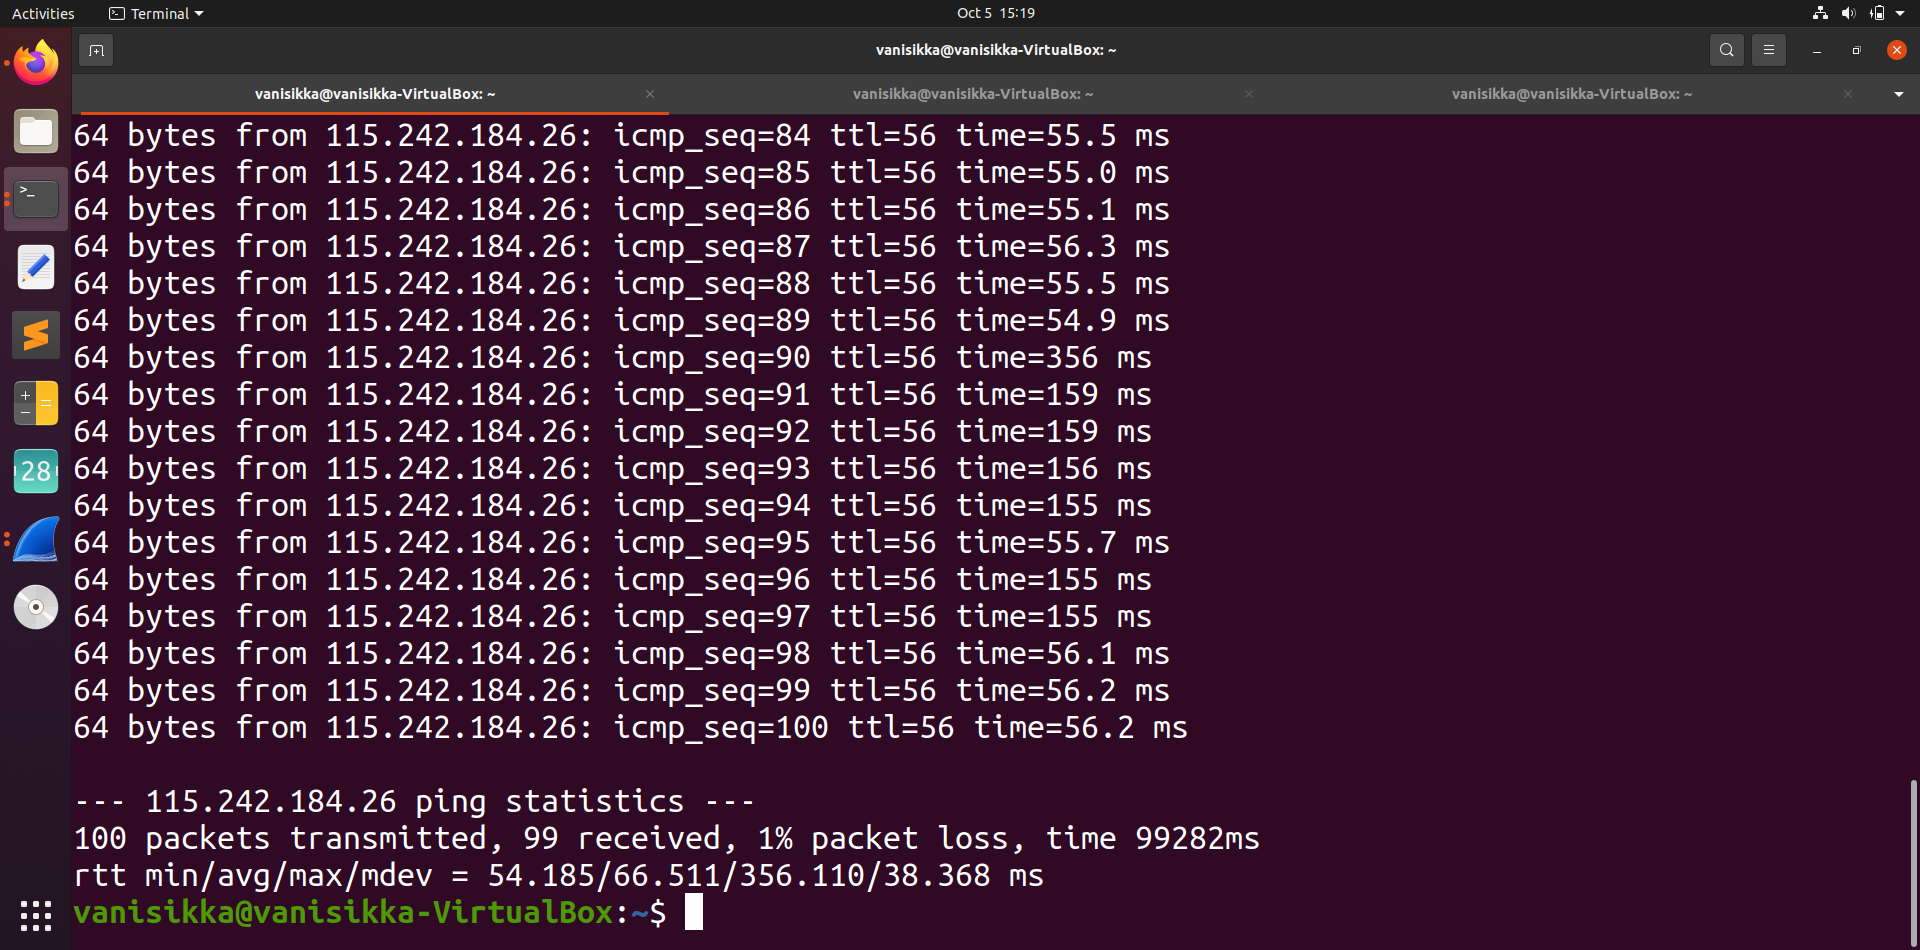 Activities
Terminal
Oct 5 15:19
vanisikka@vanisikka-VirtualBox: ~
vanisikka@vanisikka-VirtualBox: ~
vanisikka@vanisikka-VirtualBox: ~
vanisikka@vanisikka-VirtualBox: ~
28
64 bytes from 115.242.184.26: icmp_seq=84 ttl=56 time=55.5 ms
64 bytes from 115.242.184.26: icmp_seq=85 ttl=56 time=55.0 ms
64 bytes from 115.242.184.26: icmp_seq=86 ttl=56 time=55.1 ms
64 bytes from 115.242.184.26: icmp_seq=87 ttl=56 time=56.3 ms
64 bytes from 115.242.184.26: icmp_seq=88 ttl=56 time=55.5 ms
64 bytes from 115.242.184.26: icmp_seq=89 ttl=56 time=54.9 ms
64 bytes from 115.242.184.26: icmp_seq=90 ttl=56 time=356 ms
64 bytes from 115.242.184.26: icmp_seq=91 ttl=56 time=159 ms
64 bytes from 115.242.184.26: icmp_seq=92 ttl=56 time=159 ms
64 bytes from 115.242.184.26: icmp_seq=93 ttl=56 time=156 ms
64 bytes from 115.242.184.26: icmp_seq=94 ttl=56 time=155 ms
64 bytes from 115.242.184.26: icmp_seq=95 ttl=56 time=55.7 ms
64 bytes from 115.242.184.26: icmp_seq=96 ttl=56 time=155 ms
64 bytes from 115.242.184.26: icmp_seq=97 ttl=56 time=155 ms
64 bytes from 115.242.184.26: icmp_seq=98 ttl=56 time=56.1 ms
64 bytes from 115.242.184.26: icmp_seq=99 ttl=56 time=56.2 ms
64 bytes from 115.242.184.26: icmp_seq=100 ttl=56 time=56.2 ms
--- 115.242.184.26 ping statistics ---
100 packets transmitted, 99 received, 1% packet loss, time 99282ms
rtt min/avg/max/mdev = 54.185/66.511/356.110/38.368 ms
vanisikka@vanisikka-VirtualBox:~$